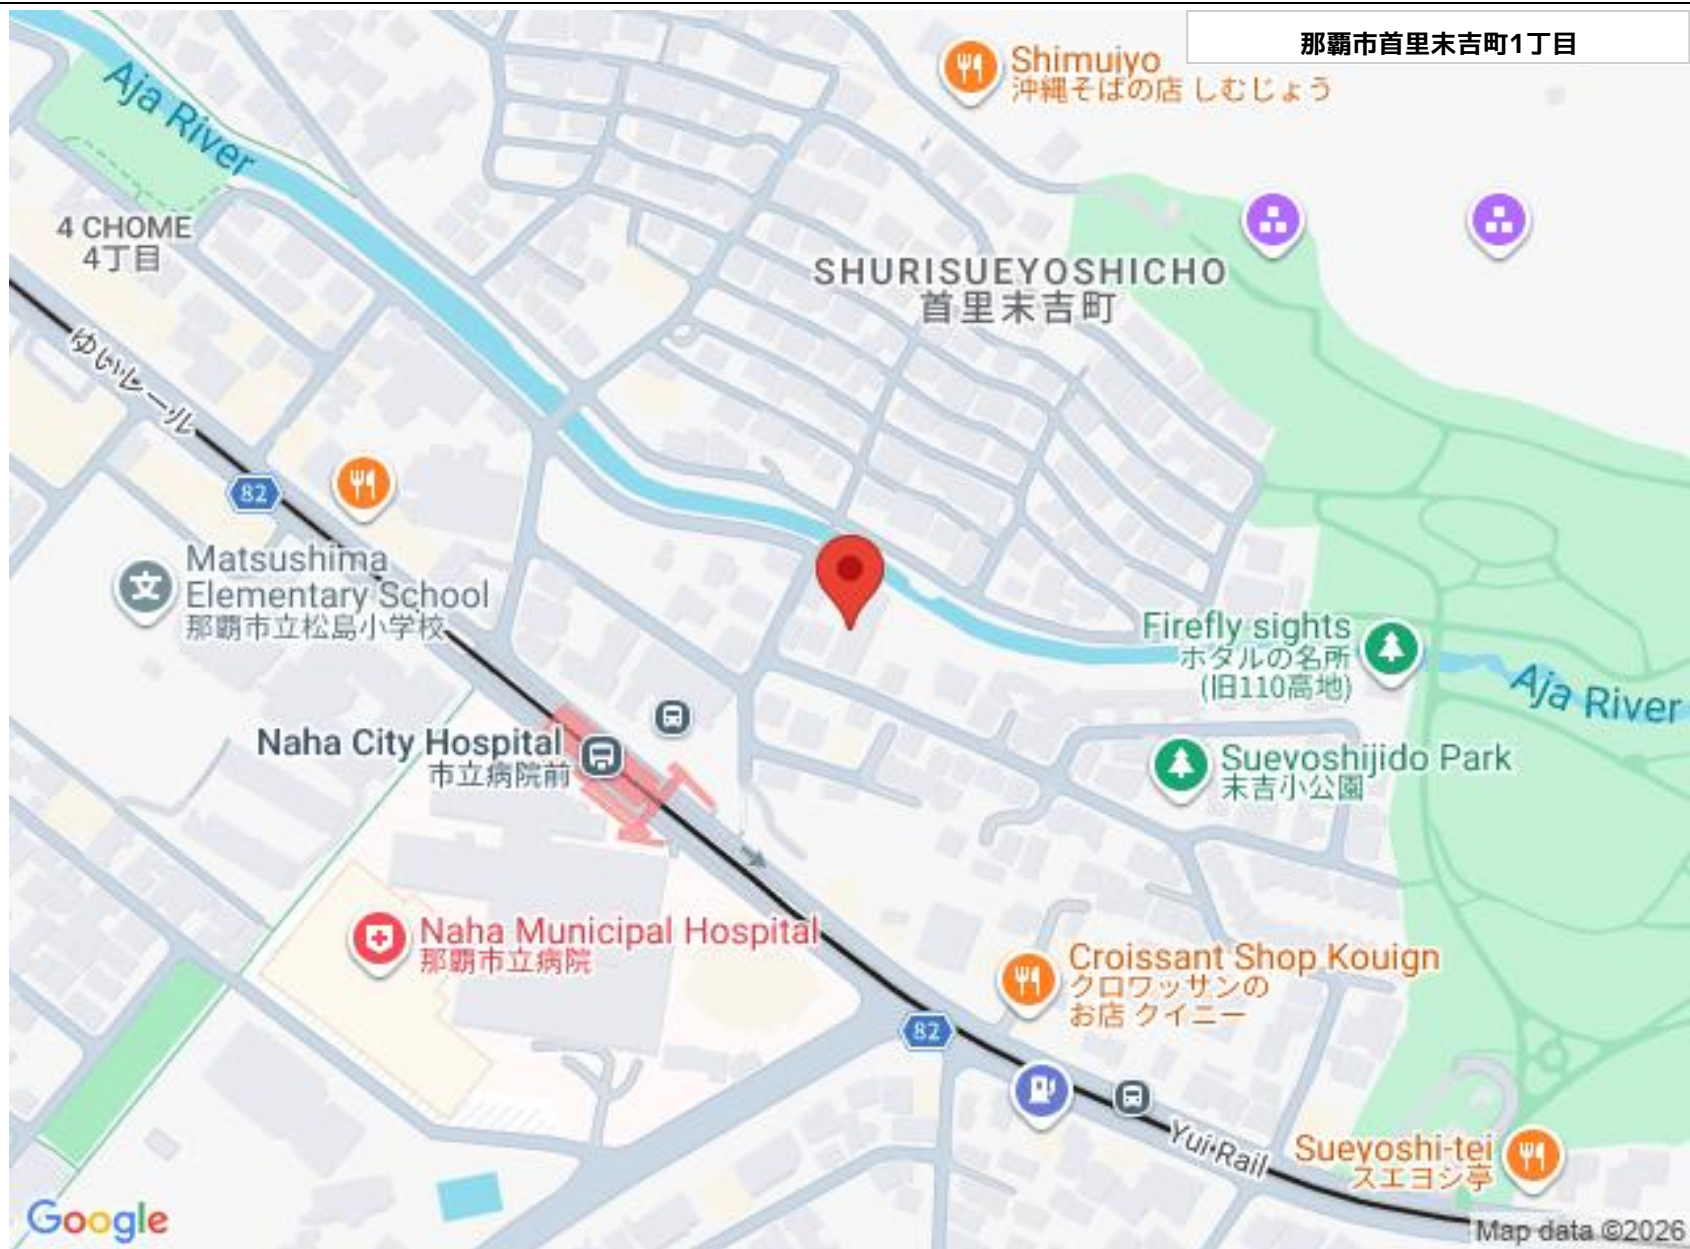 那覇市首里末吉町1丁目
Shimuiyo
沖縄そばの店 しむじょう
Aja River
4 CHOME
4丁目
SHURISUEYOSHICHO
首里末吉町
ゆいレール
82
Matsushima
Elementary School
那覇市立松島小学校
Firefly sights
ホタルの名所
(旧110高地)
Aja River
Naha City Hospital
市立病院前
Sueyoshijido Park
末吉小公園
Naha Municipal Hospital
那覇市立病院
Croissant Shop Kouign
クロワッサンの
お店 クイニー
82
Yui-Rail
Sueyoshi-tei
スエヨシ亭
Google
Map data ©2026